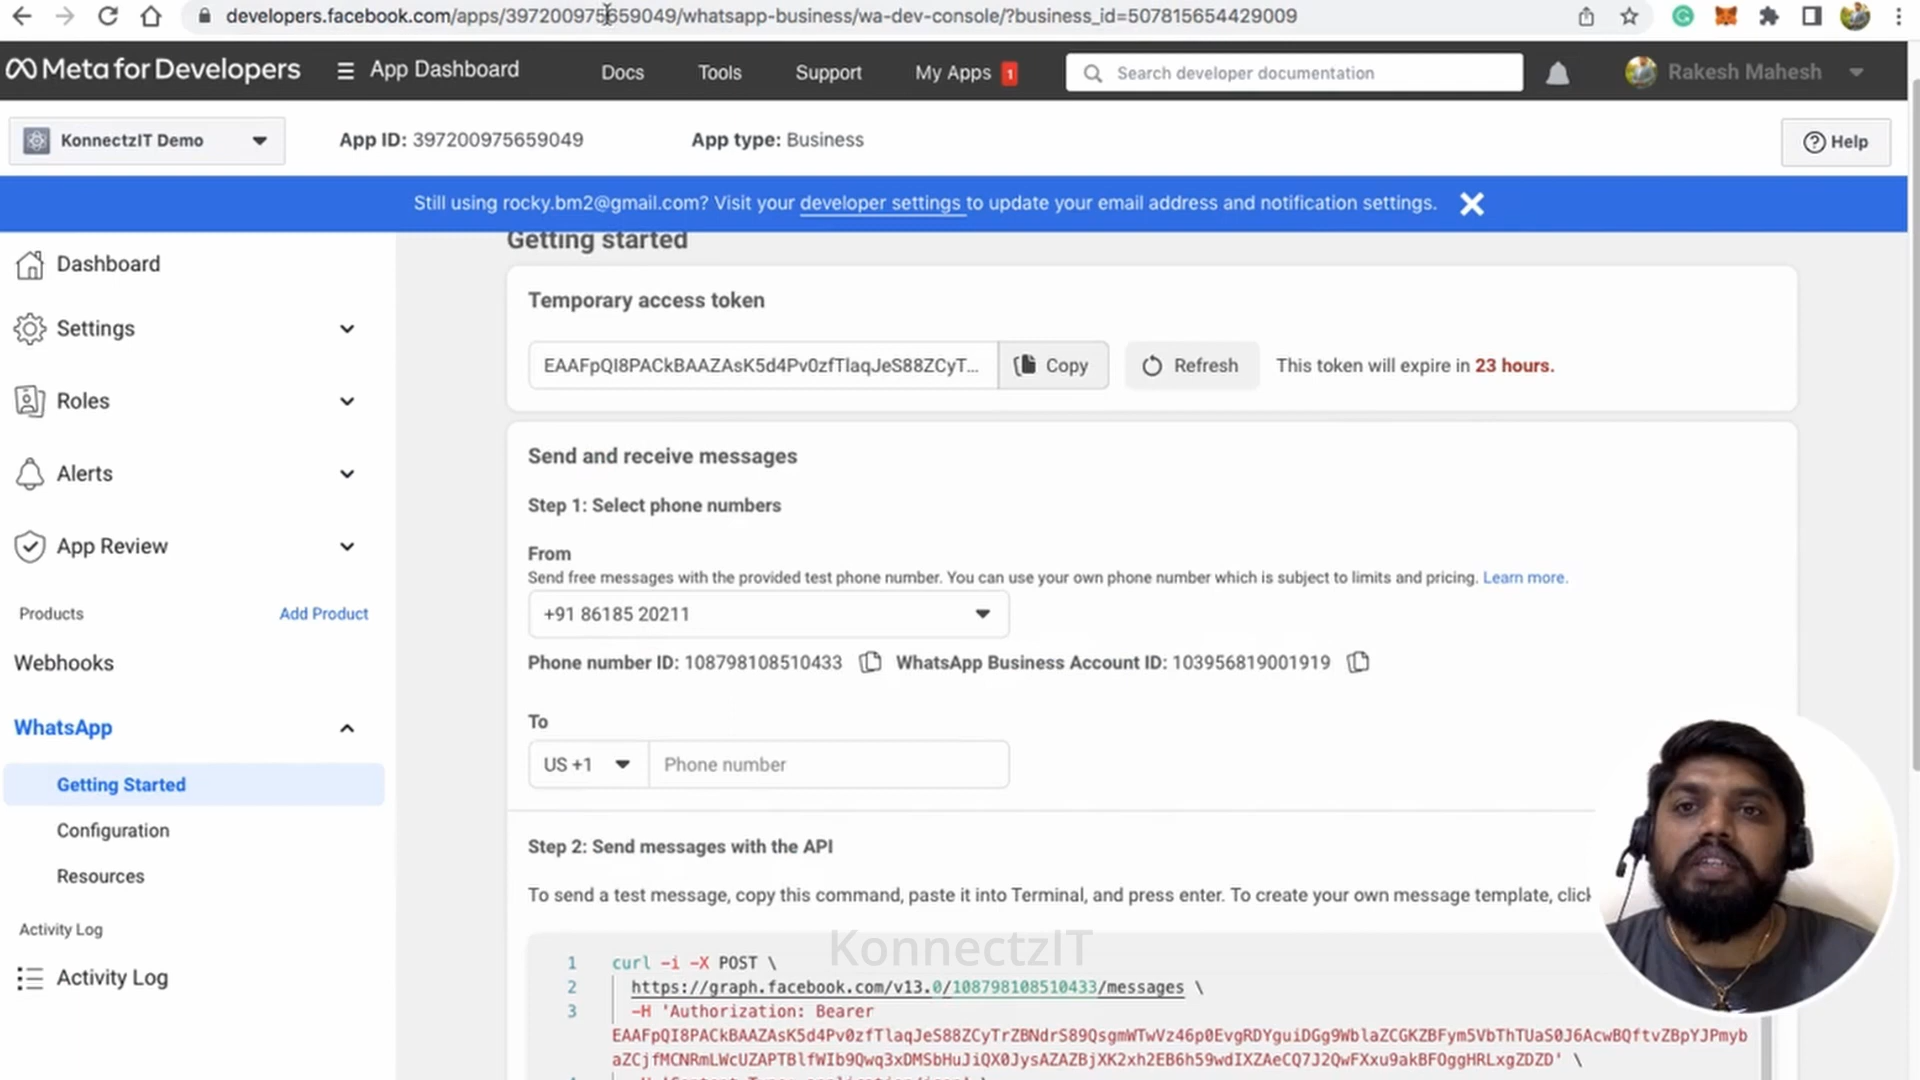 developers.facebook.com/apps/397200975659049/whatsapp-business/wa-dev-console/?business_id=507815654429009
Meta for Developers
App Dashboard
Docs
Tools
Support
My Apps 1
Search developer documentation
Rakesh Mahesh
KonnectzIT Demo
App ID: 397200975659049
App type: Business
Help
Still using rocky.bm2@gmail.com? Visit your developer settings to update your email address and notification settings.
Dashboard
Settings
Roles
Alerts
App Review
Products
Add Product
Webhooks
WhatsApp
Getting Started
Configuration
Resources
Activity Log
Activity Log
Getting started
Temporary access token
EAAFpQI8PACkBAAZAsK5d4Pv0zfTlaqJeS88ZCyT...
Copy
Refresh
This token will expire in 23 hours.
Send and receive messages
Step 1: Select phone numbers
From
Send free messages with the provided test phone number. You can use your own phone number which is subject to limits and pricing. Learn more.
+91 86185 20211
Phone number ID: 108798108510433
WhatsApp Business Account ID: 103956819001919
To
US +1
Phone number
Step 2: Send messages with the API
To send a test message, copy this command, paste it into Terminal, and press enter. To create your own message template, click
KonnectzIT
1 curl -i -X POST \
2 https://graph.facebook.com/v13.0/108798108510433/messages \
3 -H 'Authorization: Bearer
EAAFpQI8PACkBAAZAsK5d4Pv0zfTlaqJeS88ZCyTrZBNdrS89QsgmWTwVz46p0EvgRDYguiDGg9WblaZCGKZBFym5VbThTUaS0J6AcwBQftvZBpYJPmyb
aZCjfMCNRmLWcUZAPTBlfWIb9Qwq3xDMSbHuJiQX0JysAZAZBjXK2xh2EB6h59wdIXZAeCQ7J2QwFXxu9akBFOggHRLxgZDZD' \